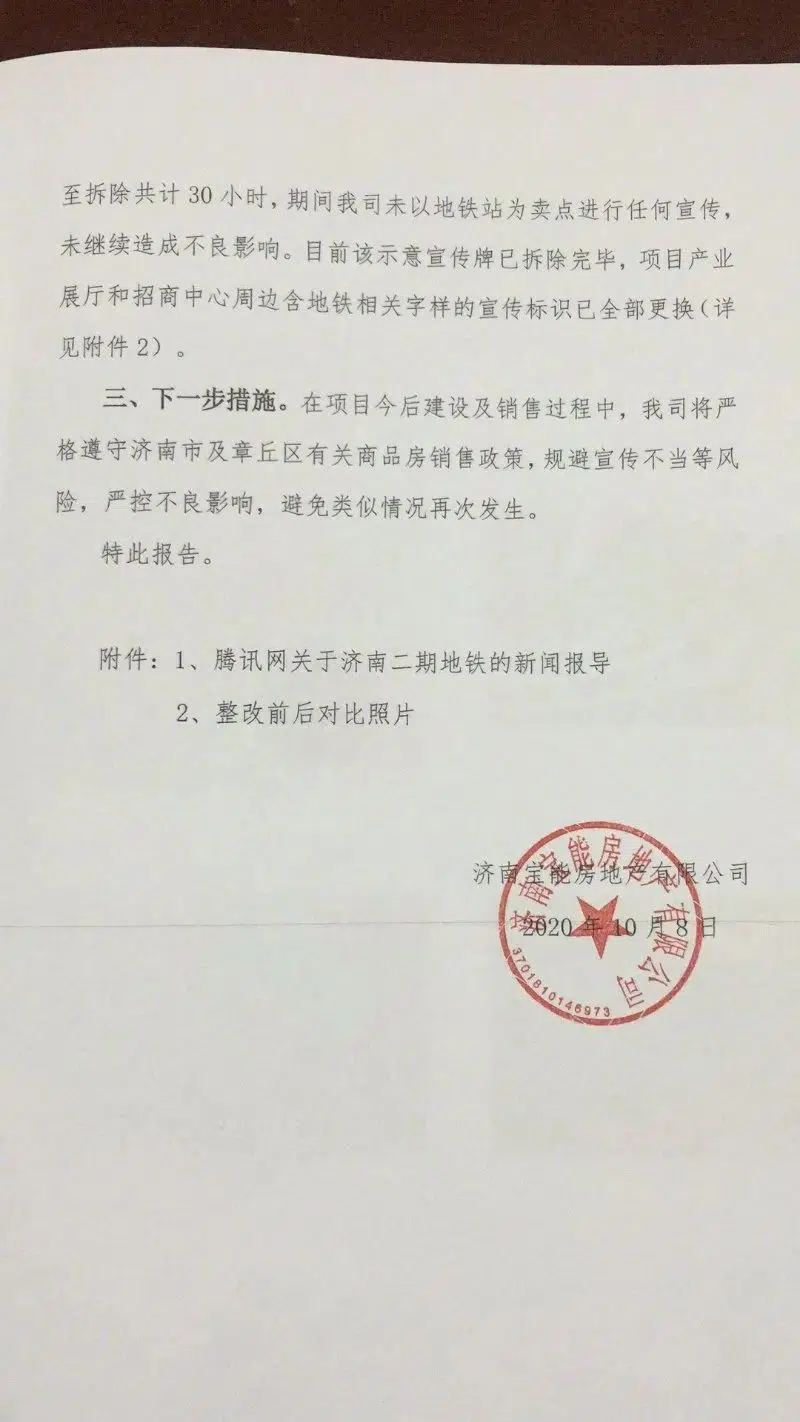 至拆除共计 30 小时，期间我司未以地铁站为卖点进行任何宣传，
未继续造成不良影响。目前该示意宣传牌已拆除完毕，项目产业
展厅和招商中心周边含地铁相关字样的宣传标识已全部更换（详
见附件 2）。
三、下一步措施。在项目今后建设及销售过程中，我司将严
格遵守济南市及章丘区有关商品房销售政策，规避宣传不当等风
险，严控不良影响，避免类似情况再次发生。
特此报告。
附件：1、腾讯网关于济南二期地铁的新闻报导
2、整改前后对比照片
济南宝能房地产有限公司
2020 年 10 月 8 日
济南宝能房地产有限公司
3701810146973